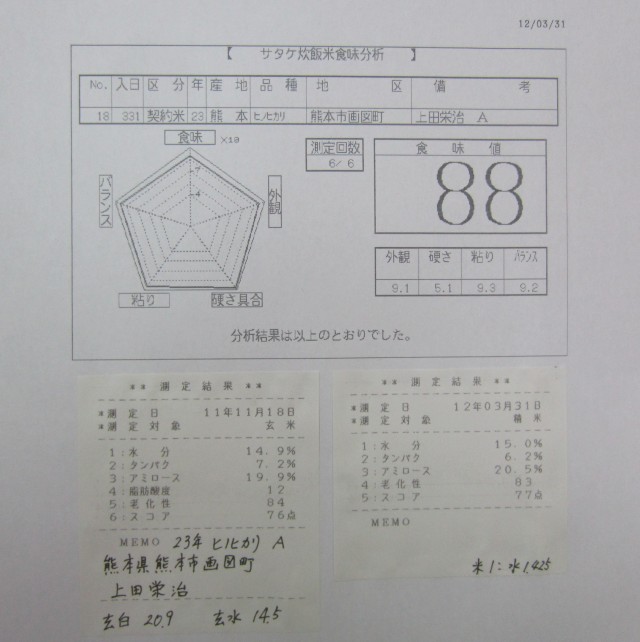 12/03/31
【 サタケ炊飯米食味分析 】
No. 入日 区分 年 産地 品種 地区 備考
18 331 契約米 23 熊本 ヒノヒカリ 熊本市画図町 上田栄治 A
食味 ×10
測定回数
6/ 6
食味値
88
バランス
外観
7
4
粘り
硬さ具合
外観 硬さ 粘り バランス
9.1 5.1 9.3 9.2
分析結果は以上のとおりでした。
** 測定結果 **
*測定日 11年11月18日
*測定対象 玄米
1:水分 14.9%
2:タンパク 7.2%
3:アミロース 19.9%
4:脂肪酸度 12
5:老化性 84
6:スコア 76点
MEMO 23年 ヒノヒカリ A
熊本県熊本市画図町
上田栄治
玄白 20.9 玄水 14.5
** 測定結果 **
*測定日 12年03月31日
*測定対象 精米
1:水分 15.0%
2:タンパク 6.2%
3:アミロース 20.5%
4:老化性 83
5:スコア 77点
MEMO
米1:水1.425